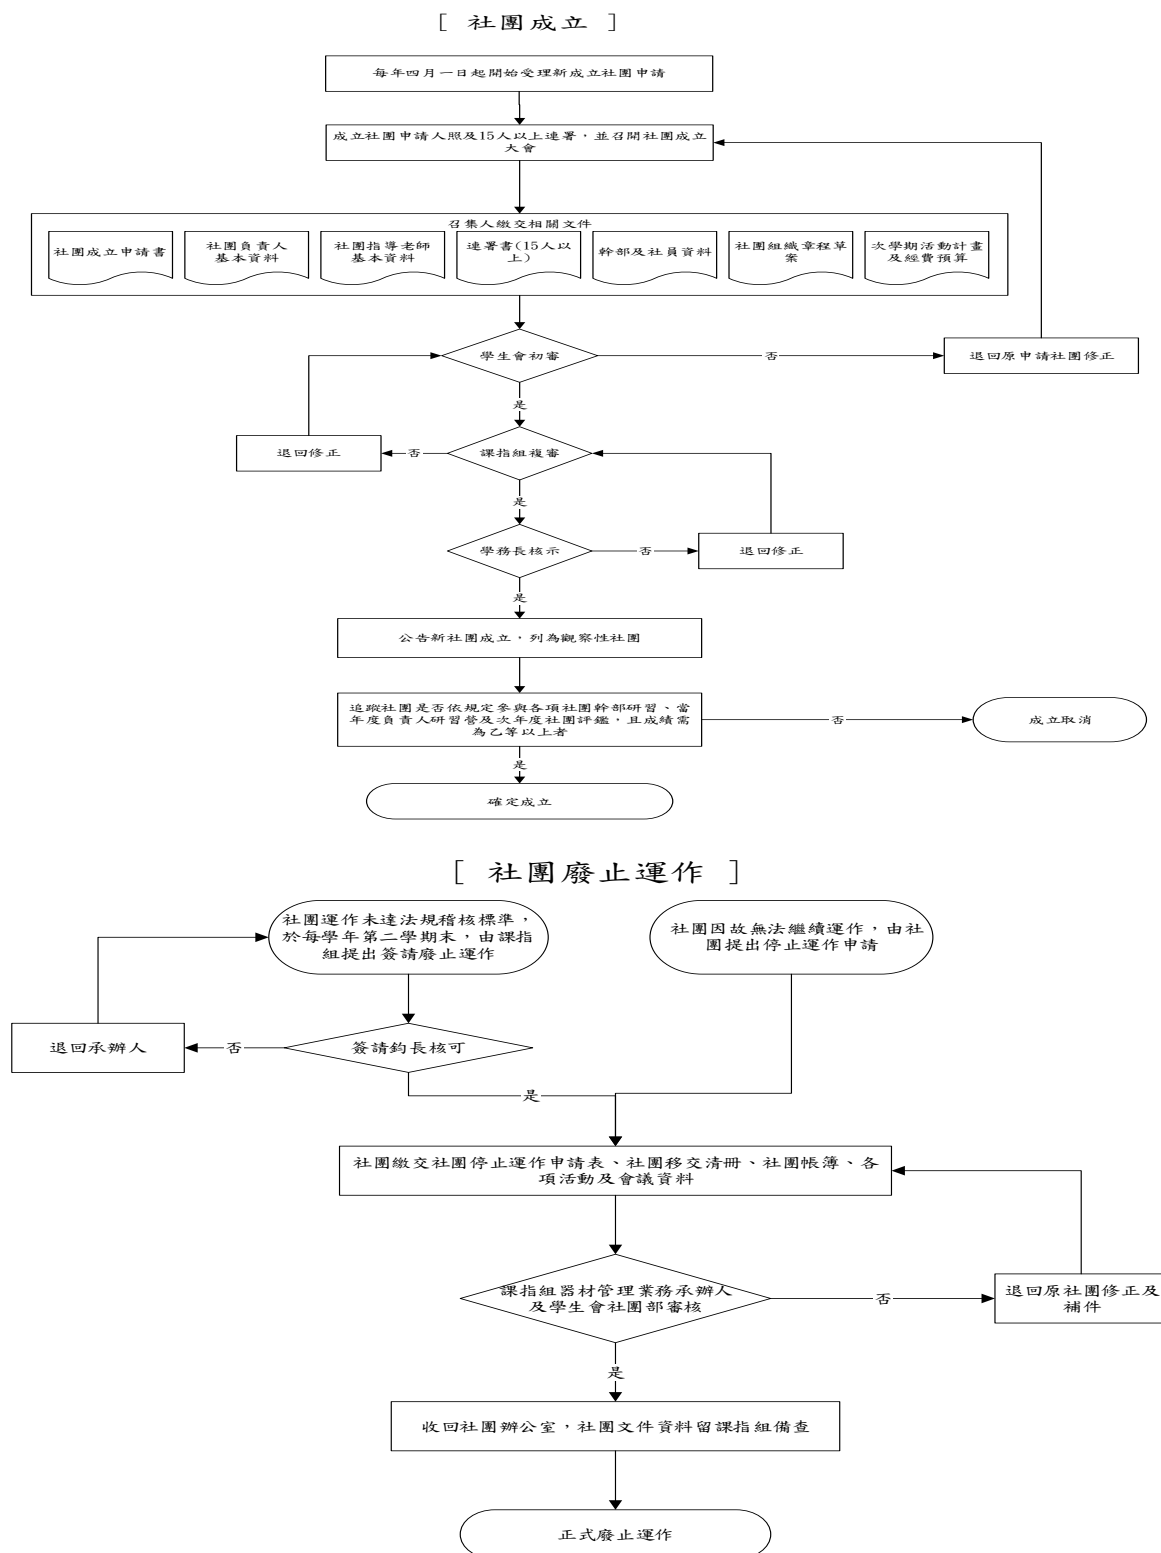 [ 社團成立 ]
每年四月一日起開始受理新成立社團申請
成立社團申請人照及15人以上連署，並召開社團成立
大會
召集人繳交相關文件
社團成立申請書
社團負責人
基本資料
社團指導老師
基本資料
連署書(15人以
上)
幹部及社員資料
社團組織章程草
案
次學期活動計畫
及經費預算
學生會初審
否
退回原申請社團修正
是
退回修正
否
課指組複審
是
學務長核示
否
退回修正
是
公告新社團成立，列為觀察性社團
追蹤社團是否依規定參與各項社團幹部研習、當
年度負責人研習營及次年度社團評鑑，且成績需
為乙等以上者
否
成立取消
是
確定成立
[ 社團廢止運作 ]
社團運作未達法規稽核標準，
於每學年第二學期末，由課指
組提出簽請廢止運作
社團因故無法繼續運作，由社
團提出停止運作申請
退回承辦人
否
簽請鈞長核可
是
社團繳交社團停止運作申請表、社團移交清冊、社團帳簿、各
項活動及會議資料
課指組器材管理業務承辦人
及學生會社團部審核
否
退回原社團修正及
補件
是
收回社團辦公室，社團文件資料留課指組備查
正式廢止運作